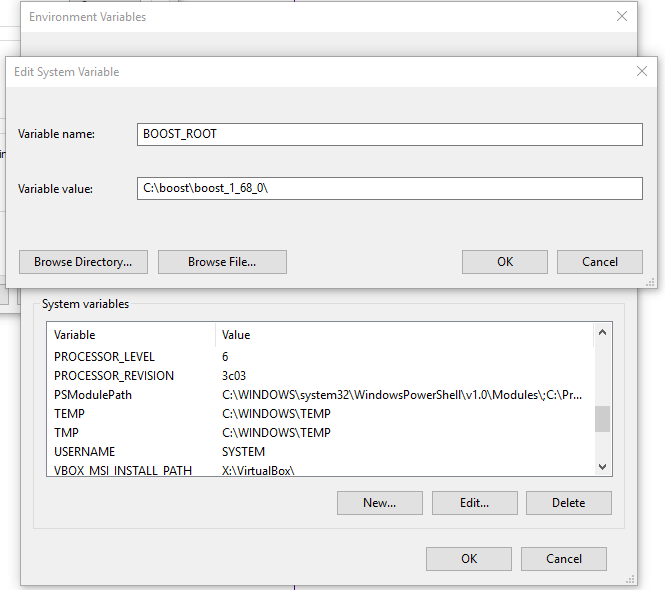 Environment Variables
Edit System Variable
Variable name:
BOOST_ROOT
Variable value:
C:\boost\boost_1_68_0\
Browse Directory...
Browse File...
OK
Cancel
System variables
Variable Value
PROCESSOR_LEVEL 6
PROCESSOR_REVISION 3c03
PSModulePath C:\WINDOWS\system32\WindowsPowerShell\v1.0\Modules\;C:\Pr...
TEMP C:\WINDOWS\TEMP
TMP C:\WINDOWS\TEMP
USERNAME SYSTEM
VBOX_MSI_INSTALL_PATH X:\VirtualBox\
New...
Edit...
Delete
OK
Cancel